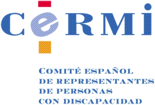 cermi
COMITÉ ESPAÑOL
DE REPRESENTANTES
DE PERSONAS
CON DISCAPACIDAD